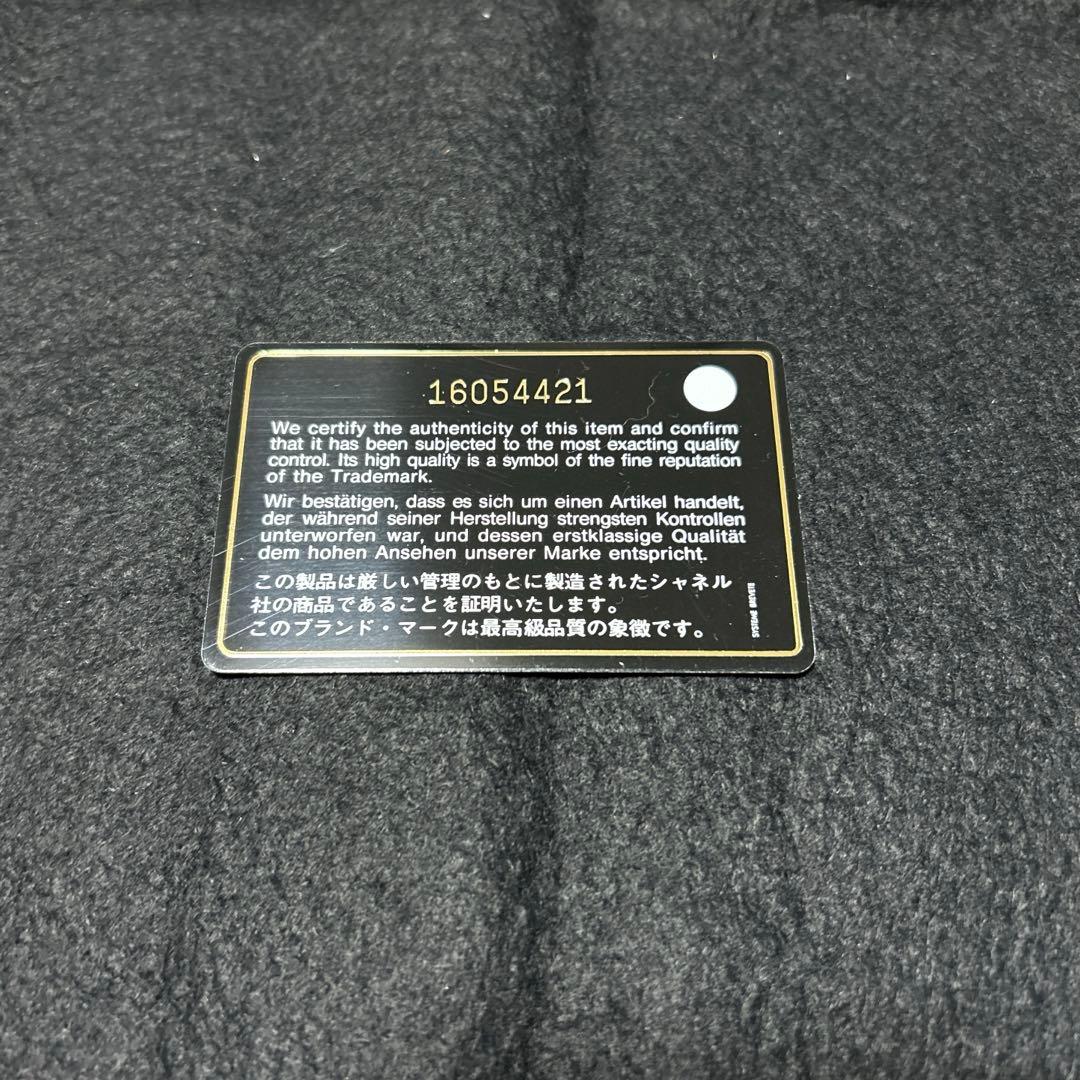 16054421
We certify the authenticity of this item and confirm
that it has been subjected to the most exacting quality
control. Its high quality is a symbol of the fine reputation
of the Trademark.
Wir bestätigen, dass es sich um einen Artikel handelt,
der während seiner Herstellung strengsten Kontrollen
unterworfen war, und dessen erstklassige Qualität
dem hohen Ansehen unserer Marke entspricht.
この製品は厳しい管理のもとに製造されたシャネル
社の商品であることを証明いたします。
このブランド・マークは最高級品質の象徴です。
SYSTEME BREVETE